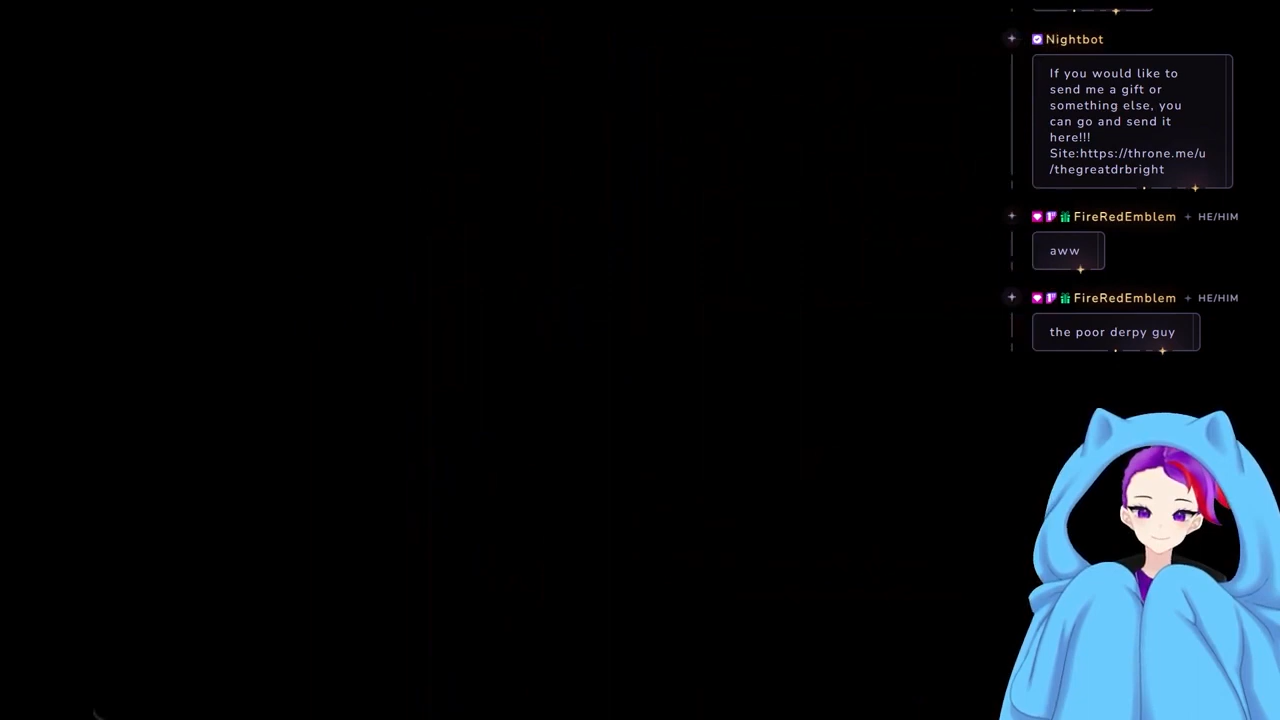 Nightbot
If you would like to
send me a gift or
something else, you
can go and send it
here!!!
Site:https://throne.me/u
/thegreatdrbright
FireRedEmblem HE/HIM
aww
FireRedEmblem HE/HIM
the poor derpy guy